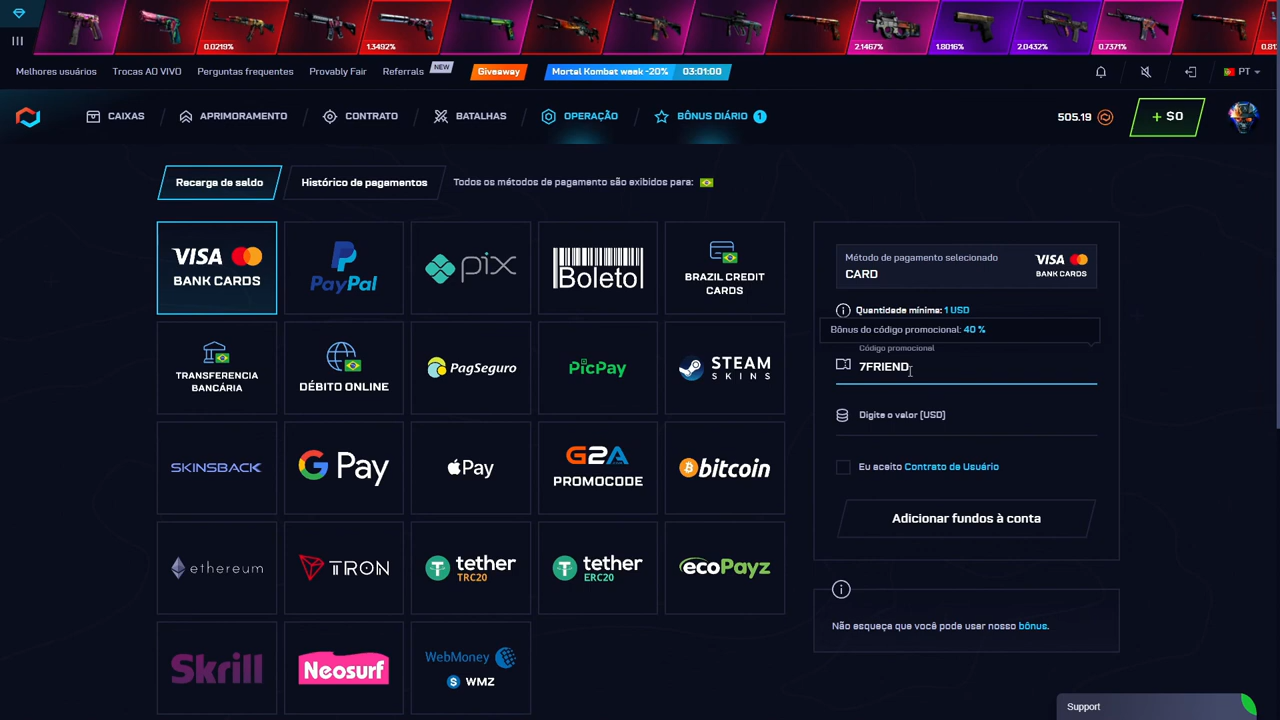 0.0219%
1.3492%
2.1467%
1.8016%
2.0432%
0.7371%
Melhores usuários
Trocas AO VIVO
Perguntas frequentes
Provably Fair
Referrals
NEW
Giveaway
Mortal Kombat week -20%
03:01:00
PT
CAIXAS
APRIMORAMENTO
CONTRATO
BATALHAS
OPERAÇÃO
BÔNUS DIÁRIO
1
505.19
+ $0
Recarga de saldo
Histórico de pagamentos
Todos os métodos de pagamento são exibidos para:
VISA
BANK CARDS
PayPal
pix
Boleto
BRAZIL CREDIT
CARDS
Método de pagamento selecionado
CARD
VISA
BANK CARDS
Quantidade mínima: 1 USD
Bônus do código promocional: 40 %
Código promocional
7FRIEND
Digite o valor [USD]
Eu aceito Contrato de Usuário
Adicionar fundos à conta
TRANSFERENCIA
BANCÁRIA
DÉBITO ONLINE
PagSeguro
PICPAY
STEAM
SKINS
SKINSBACK
G Pay
Pay
G2A
.COM
PROMOCODE
bitcoin
ethereum
TRON
tether
TRC20
tether
ERC20
ecoPayz
Não esqueça que você pode usar nosso bônus.
Skrill
Neosurf
WebMoney
WMZ
Support